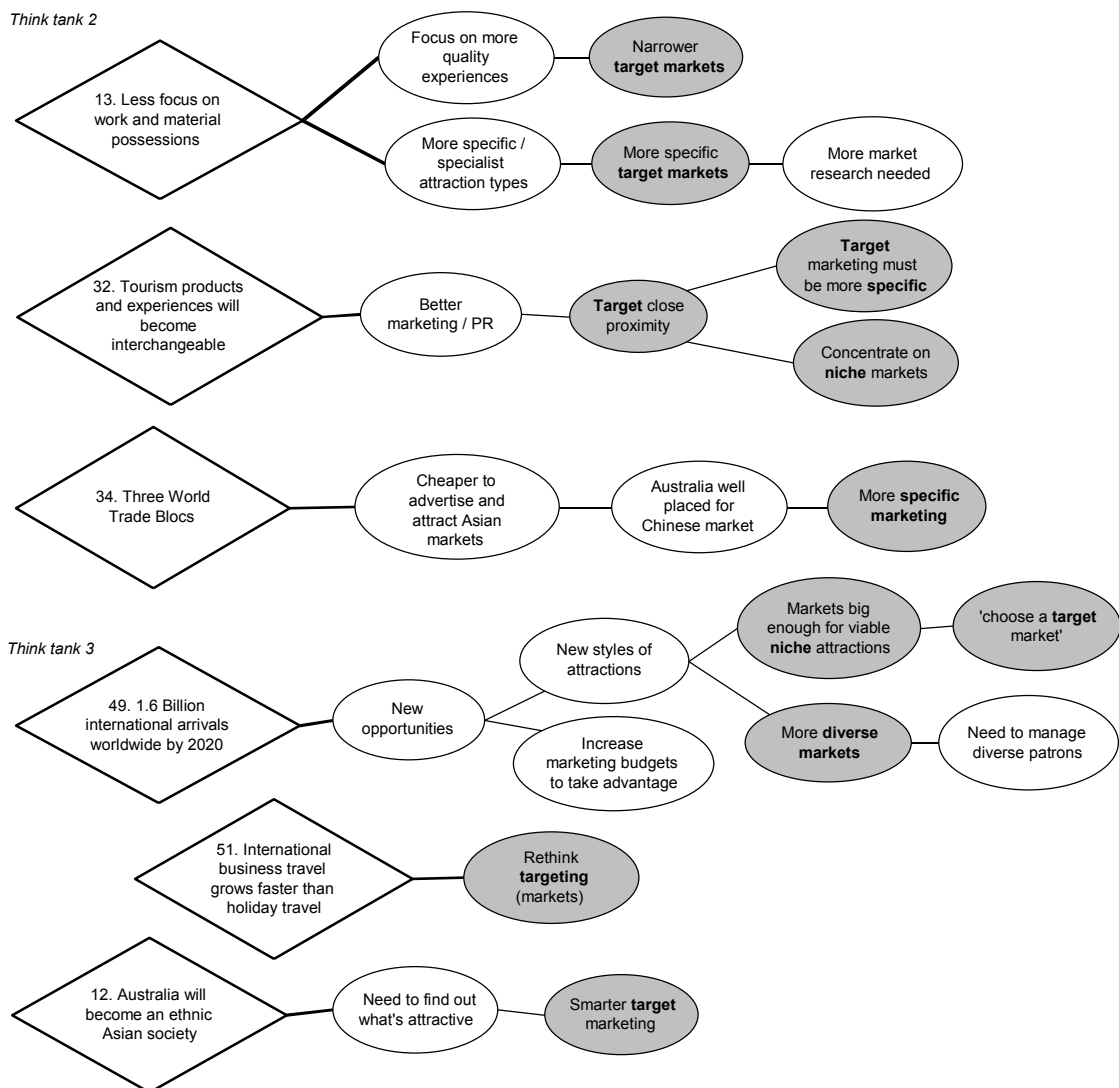 Think tank 2
13. Less focus on
work and material
possessions
Focus on more
quality
experiences
Narrower
target markets
More specific /
specialist
attraction types
More specific
target markets
More market
research needed
32. Tourism products
and experiences will
become
interchangeable
Better
marketing / PR
Target close
proximity
Target
marketing must
be more specific
Concentrate on
niche markets
34. Three World
Trade Blocs
Cheaper to
advertise and
attract Asian
markets
Australia well
placed for
Chinese market
More specific
marketing
Think tank 3
49. 1.6 Billion
international arrivals
worldwide by 2020
New
opportunities
New styles of
attractions
Increase
marketing budgets
to take advantage
Markets big
enough for viable
niche attractions
'choose a target
market'
More diverse
markets
Need to manage
diverse patrons
51. International
business travel
grows faster than
holiday travel
Rethink
targeting
(markets)
12. Australia will
become an ethnic
Asian society
Need to find out
what's attractive
Smarter target
marketing